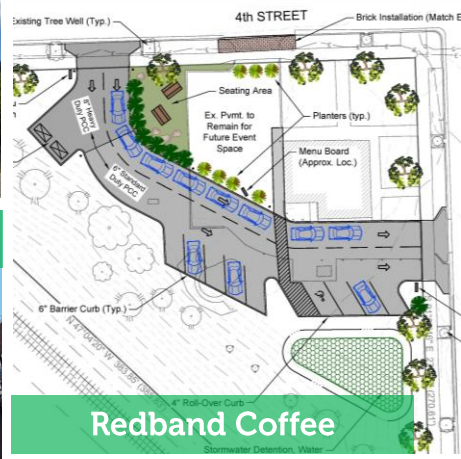 4th STREET
Existing Tree Well (Typ.)
Brick Installation (Match E
Seating Area
Ex. Pvmt. to
Remain for
Future Event
Space
Planters (typ.)
Menu Board
(Approx. Loc.)
8" Heavy
Duty PCC
6" Standard
Duty PCC
6" Barrier Curb (Typ.)
4" Roll-Over Curb
Redband Coffee
Stormwater Detention, Water